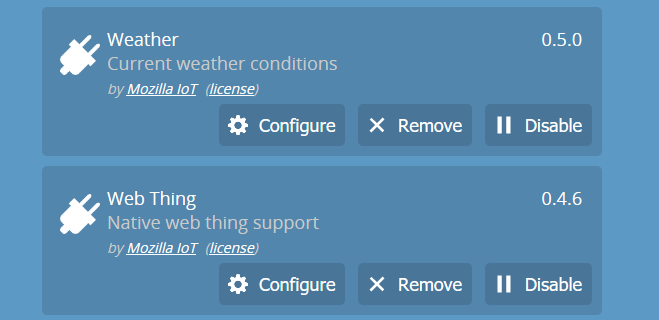 Weather 0.5.0
Current weather conditions
by Mozilla IoT (license)
Configure Remove Disable
Web Thing 0.4.6
Native web thing support
by Mozilla IoT (license)
Configure Remove Disable